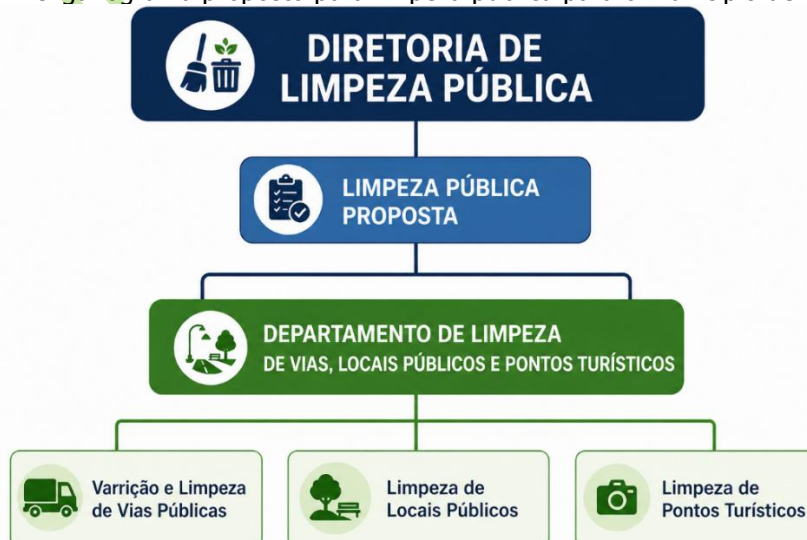 DIRETORIA DE
LIMPEZA PÚBLICA
LIMPEZA PÚBLICA
PROPOSTA
DEPARTAMENTO DE LIMPEZA
DE VIAS, LOCAIS PÚBLICOS E PONTOS TURÍSTICOS
Varrição e Limpeza
de Vias Públicas
Limpeza de
Locais Públicos
Limpeza de
Pontos Turísticos